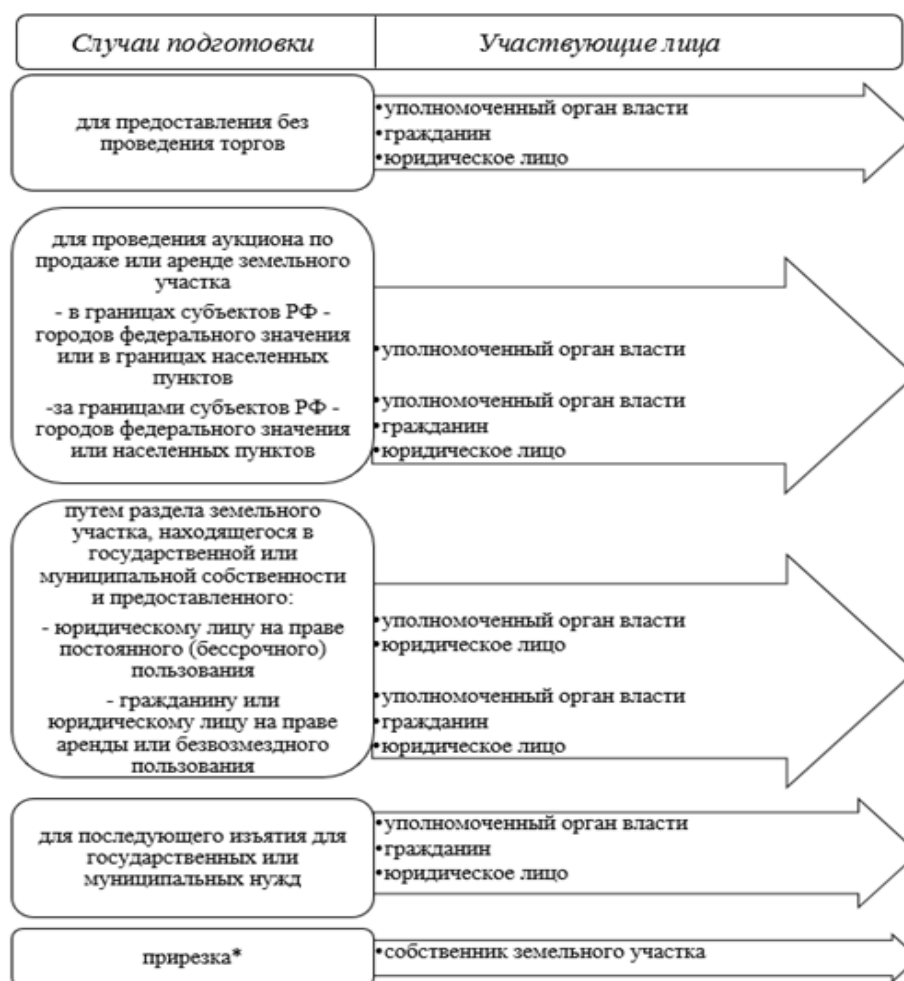 Случаи подготовки
Участвующие лица
для предоставления без
проведения торгов
•уполномоченный орган власти
•гражданин
•юридическое лицо
для проведения аукциона по
продаже или аренде земельного
участка
- в границах субъектов РФ -
городов федерального значения
или в границах населенных
пунктов
-за границами субъектов РФ -
городов федерального значения
или населенных пунктов
•уполномоченный орган власти
•уполномоченный орган власти
•гражданин
•юридическое лицо
путем раздела земельного
участка, находящегося в
государственной или
муниципальной собственности
и предоставленного:
- юридическому лицу на праве
постоянного (бессрочного)
пользования
- гражданину или
юридическому лицу на праве
аренды или безвозмездного
пользования
•уполномоченный орган власти
•юридическое лицо
•уполномоченный орган власти
•гражданин
•юридическое лицо
для последующего изъятия для
государственных или
муниципальных нужд
•уполномоченный орган власти
•гражданин
•юридическое лицо
прирезка*
•собственник земельного участка